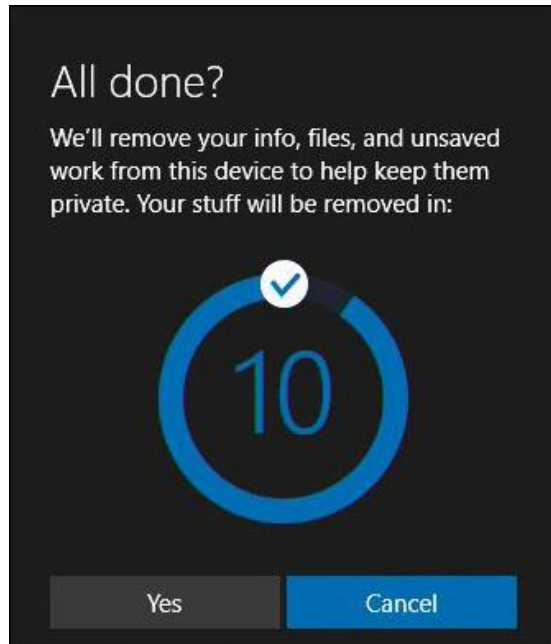 All done?
We'll remove your info, files, and unsaved
work from this device to help keep them
private. Your stuff will be removed in:
10
Yes
Cancel